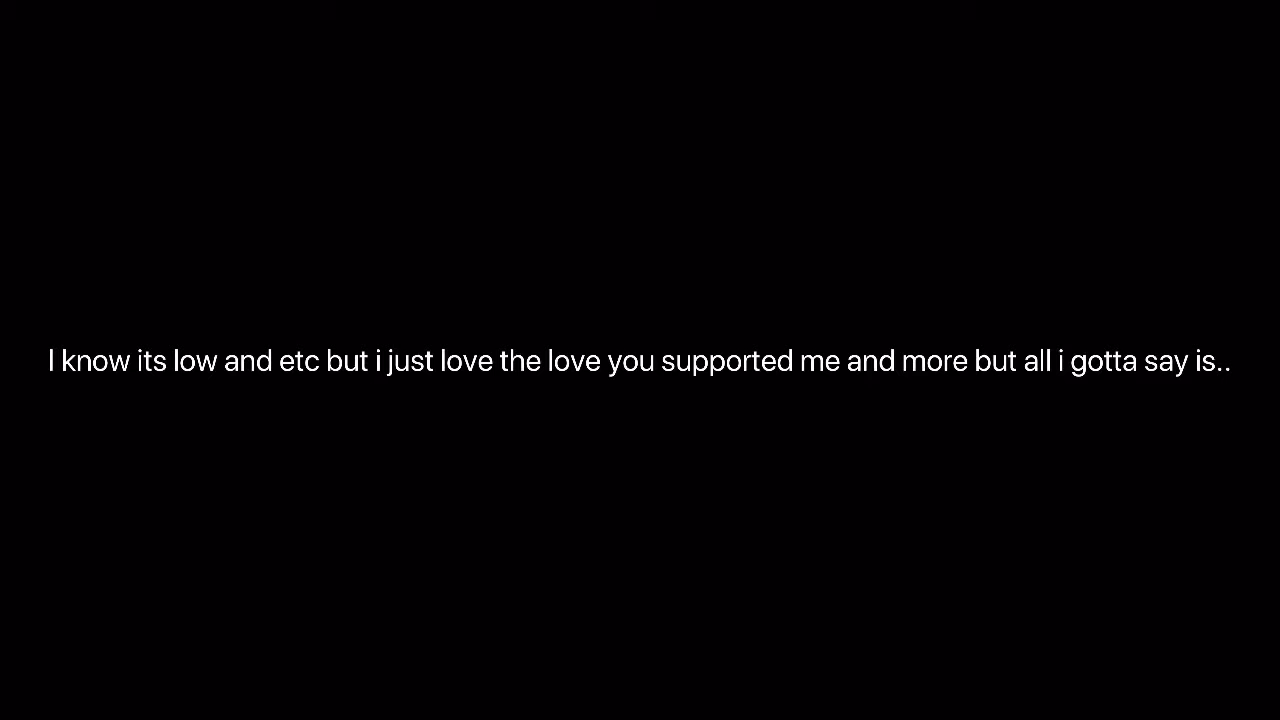 I know its low and etc but i just love the love you supported me and more but all i gotta say is..